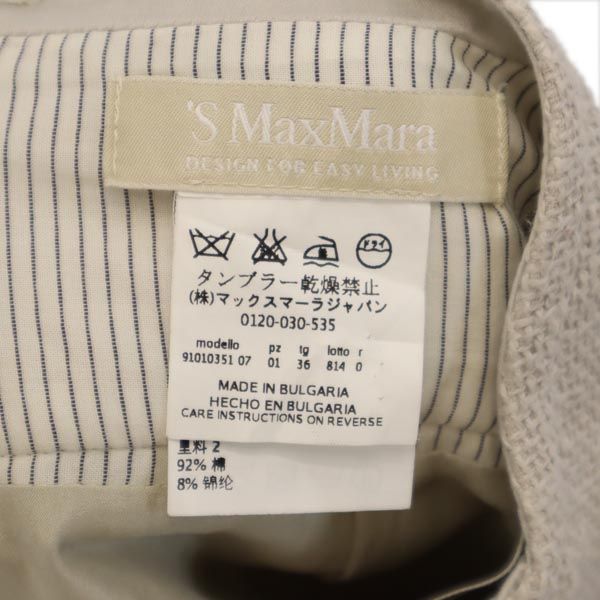 'S MaxMara
DESIGN FOR EASY LIVING
ドライ
タンブラー乾燥禁止
(株)マックスマーラジャパン
0120-030-535
modello pz tg lotto r
91010351 07 01 36 814 0
MADE IN BULGARIA
HECHO EN BULGARIA
CARE INSTRUCTIONS ON REVERSE
里料 2
92% 棉
8% 锦纶